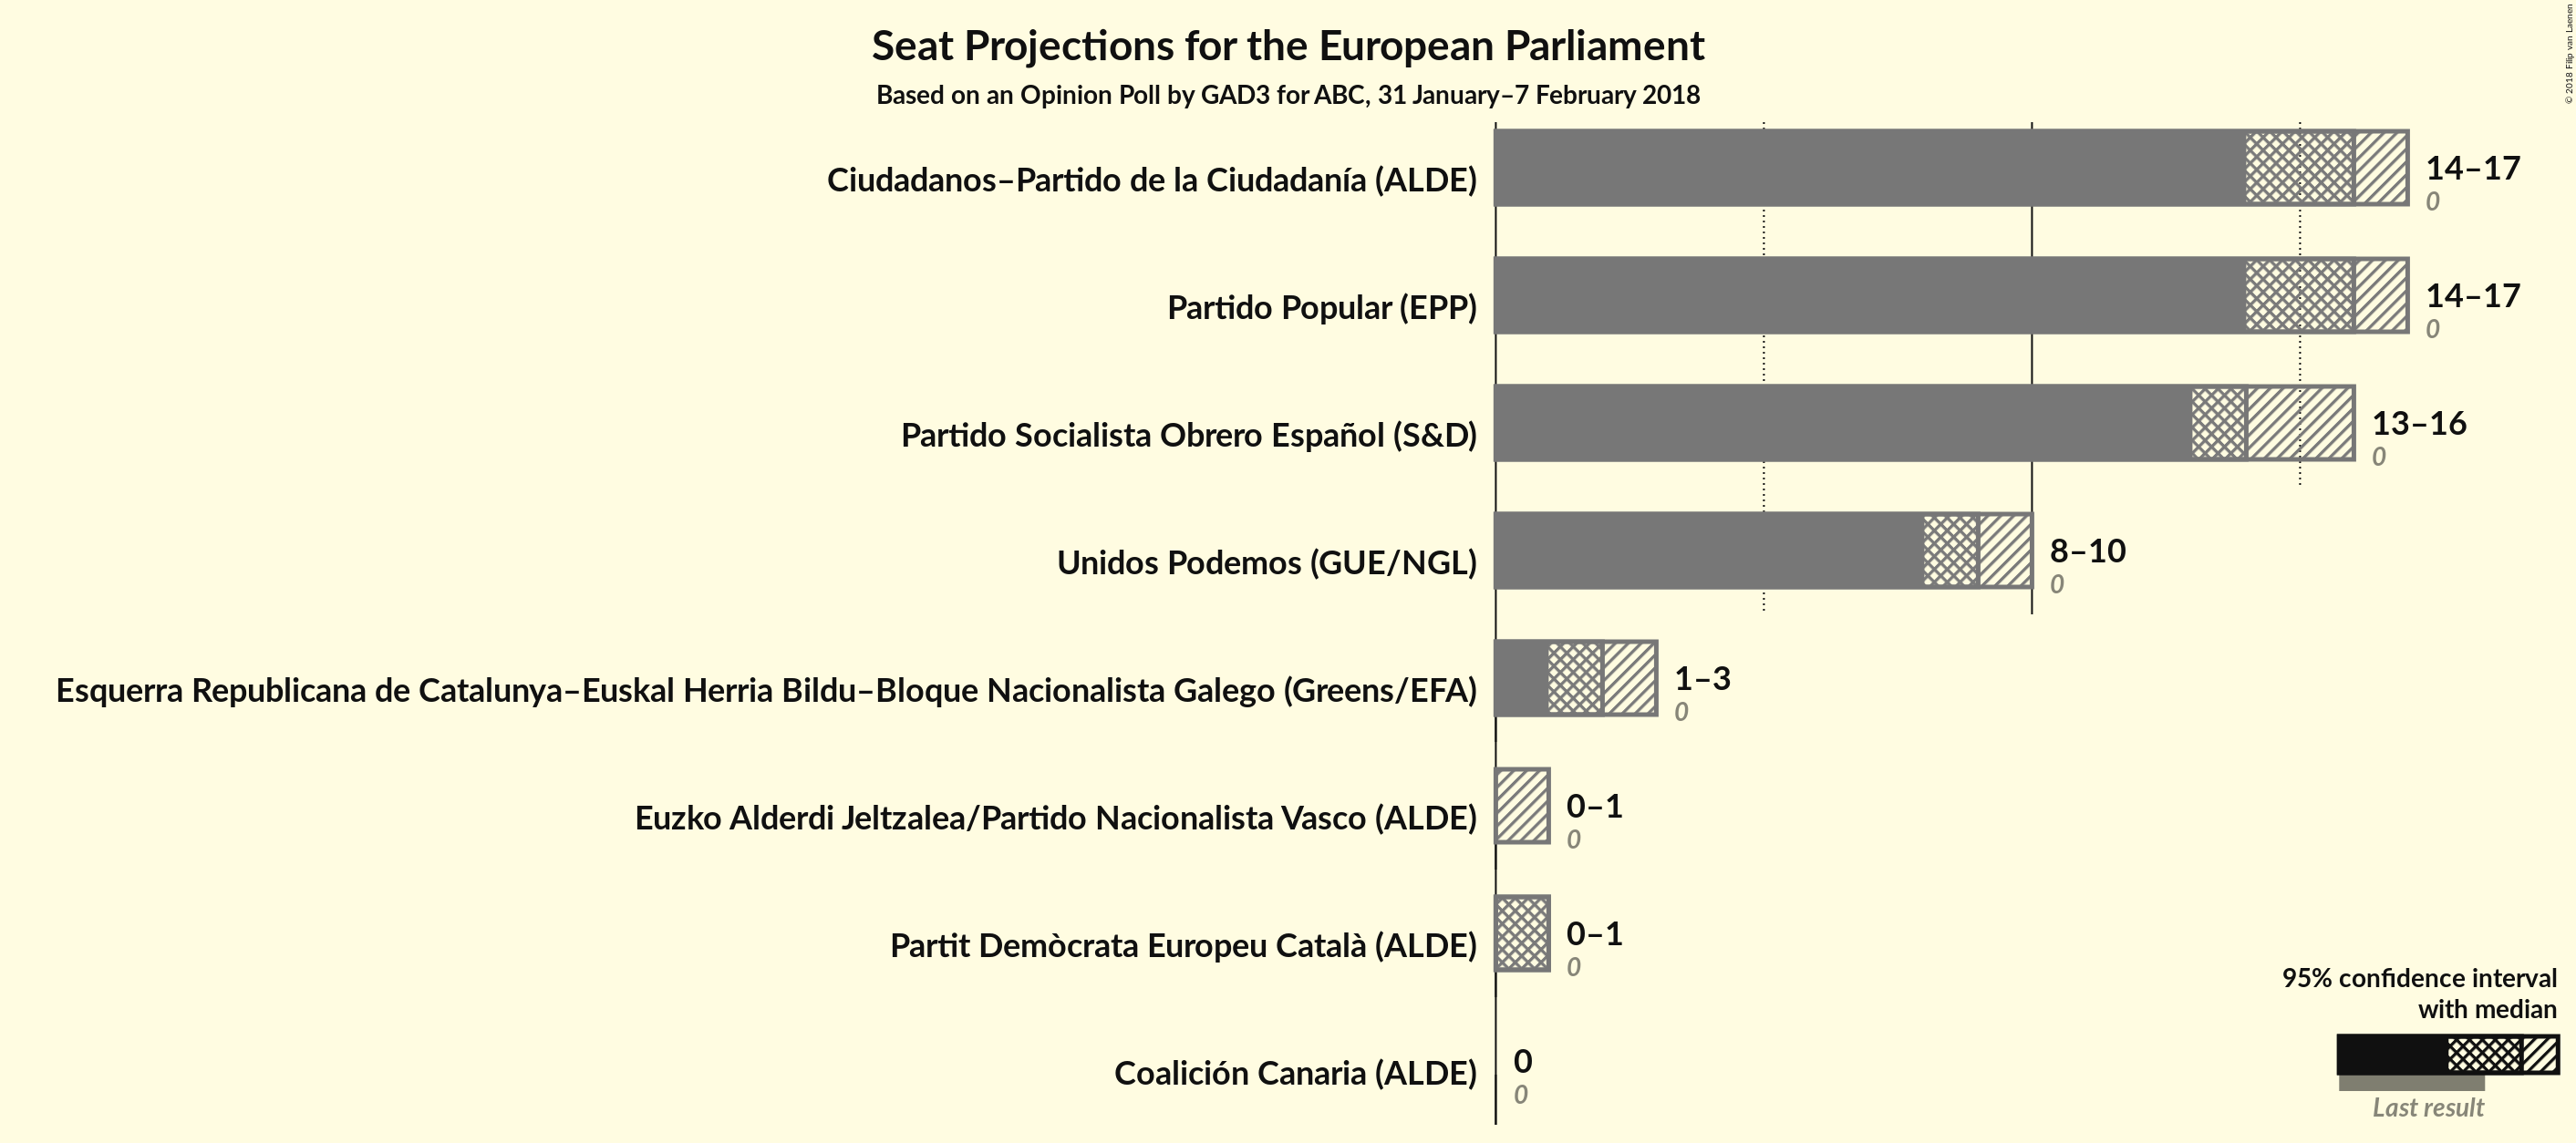 Seat Projections for the European Parliament
Based on an Opinion Poll by GAD3 for ABC, 31 January–7 February 2018
© 2018 Filip van Laenen
Ciudadanos–Partido de la Ciudadanía (ALDE)
14–17
0
Partido Popular (EPP)
14–17
0
Partido Socialista Obrero Español (S&D)
13–16
0
Unidos Podemos (GUE/NGL)
8–10
0
Esquerra Republicana de Catalunya–Euskal Herria Bildu–Bloque Nacionalista Galego (Greens/EFA)
1–3
0
Euzko Alderdi Jeltzalea/Partido Nacionalista Vasco (ALDE)
0–1
0
Partit Demòcrata Europeu Català (ALDE)
0–1
0
Coalición Canaria (ALDE)
0
0
95% confidence interval
with median
Last result